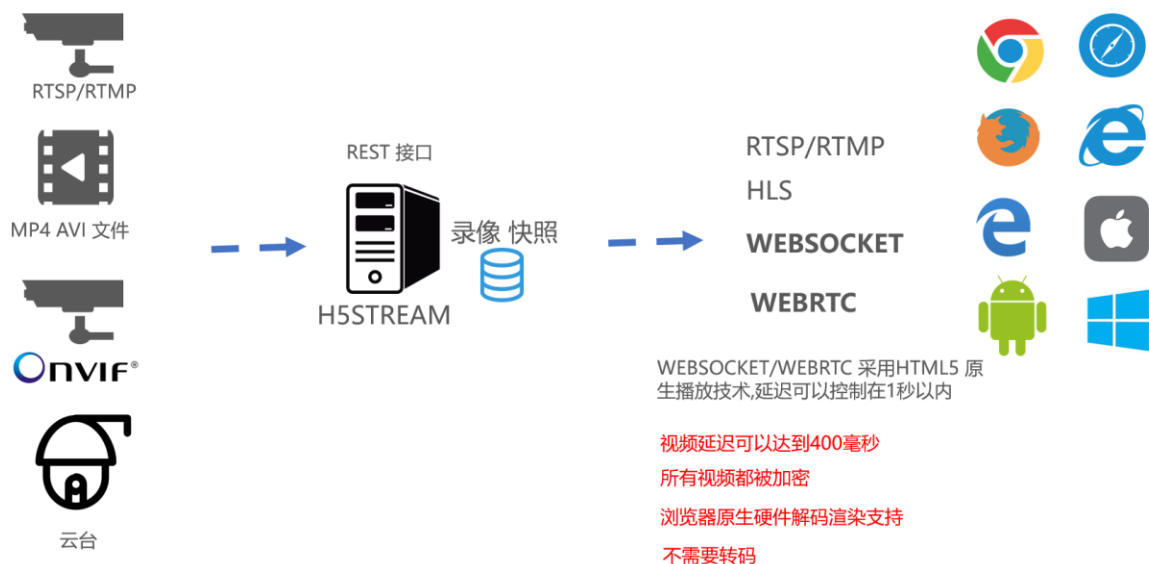 RTSP/RTMP
MP4 AVI 文件
Onvif®
云台
REST 接口
录像 快照
H5STREAM
RTSP/RTMP
HLS
WEBSOCKET
WEBRTC
WEBSOCKET/WEBRTC 采用HTML5 原
生播放技术,延迟可以控制在1秒以内
视频延迟可以达到400毫秒
所有视频都被加密
浏览器原生硬件解码渲染支持
不需要转码